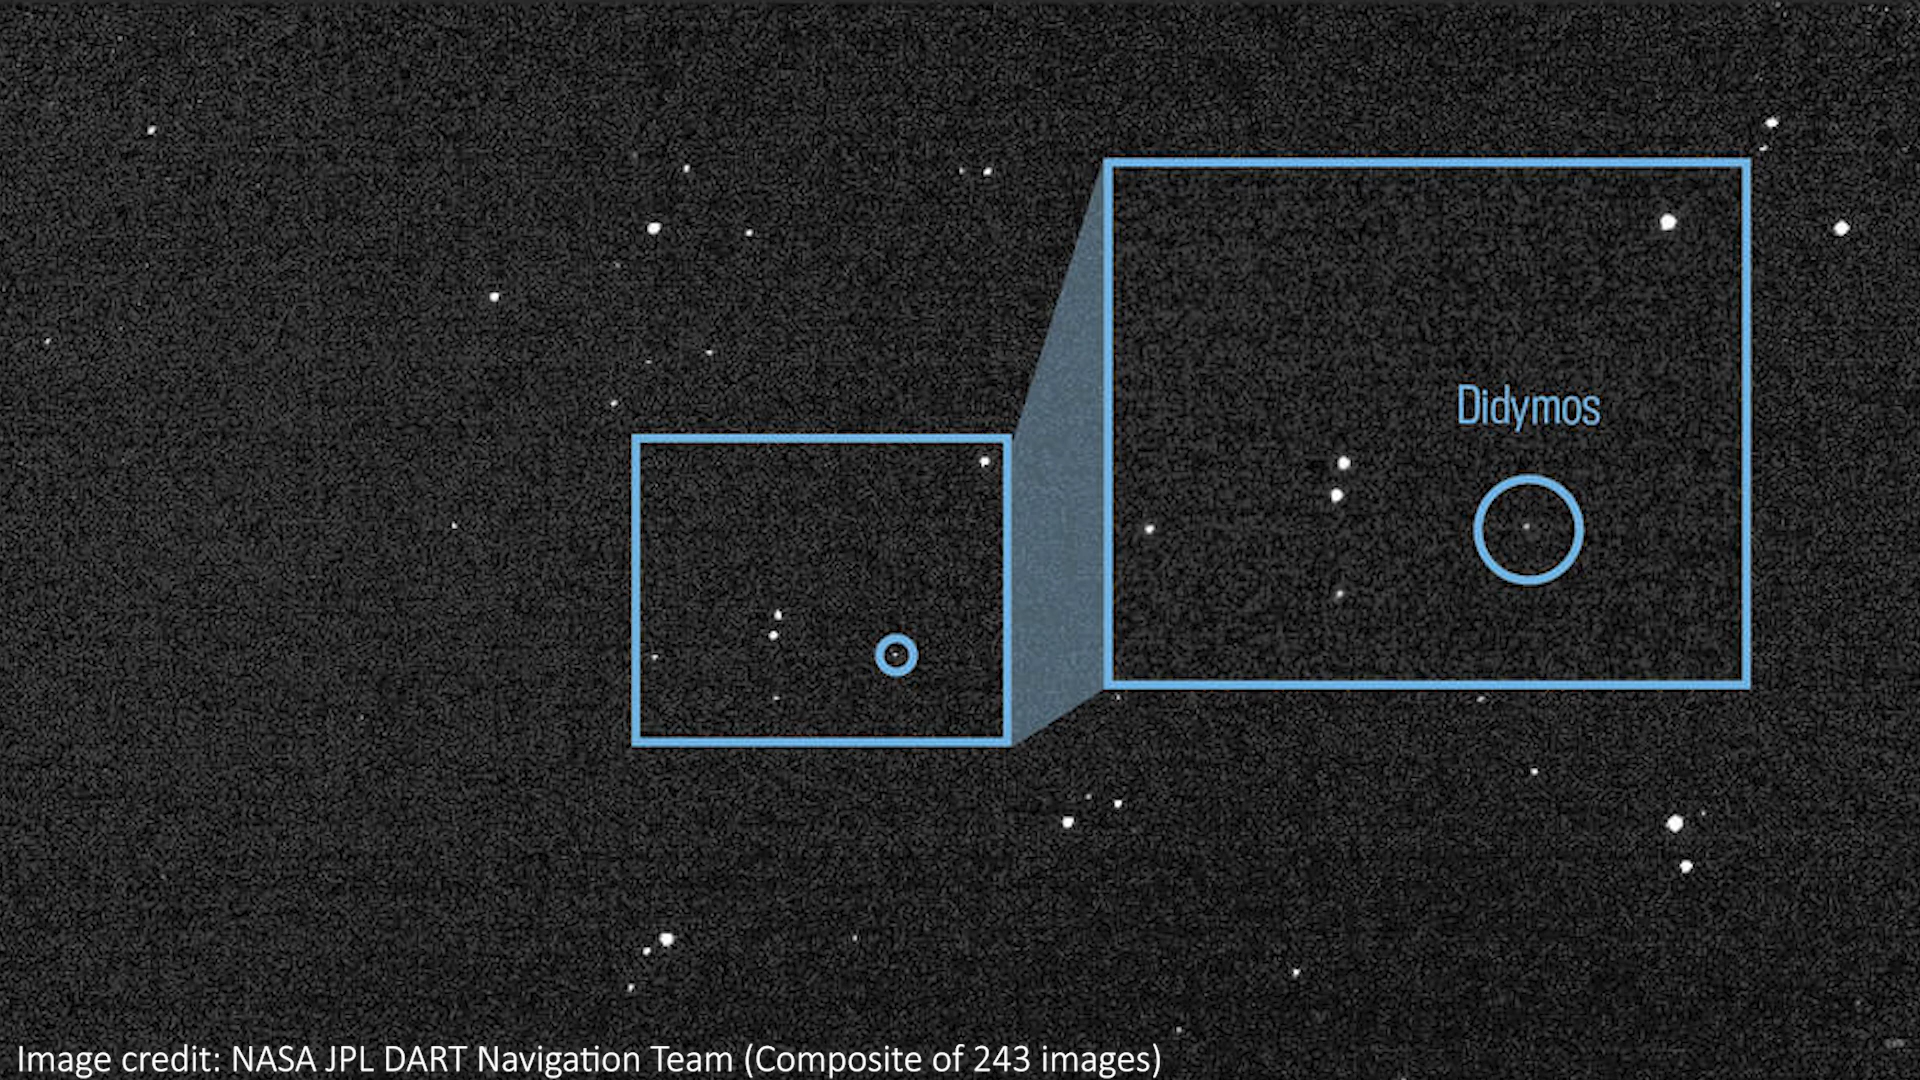 Didymos
Image credit: NASA JPL DART Navigation Team (Composite of 243 images)